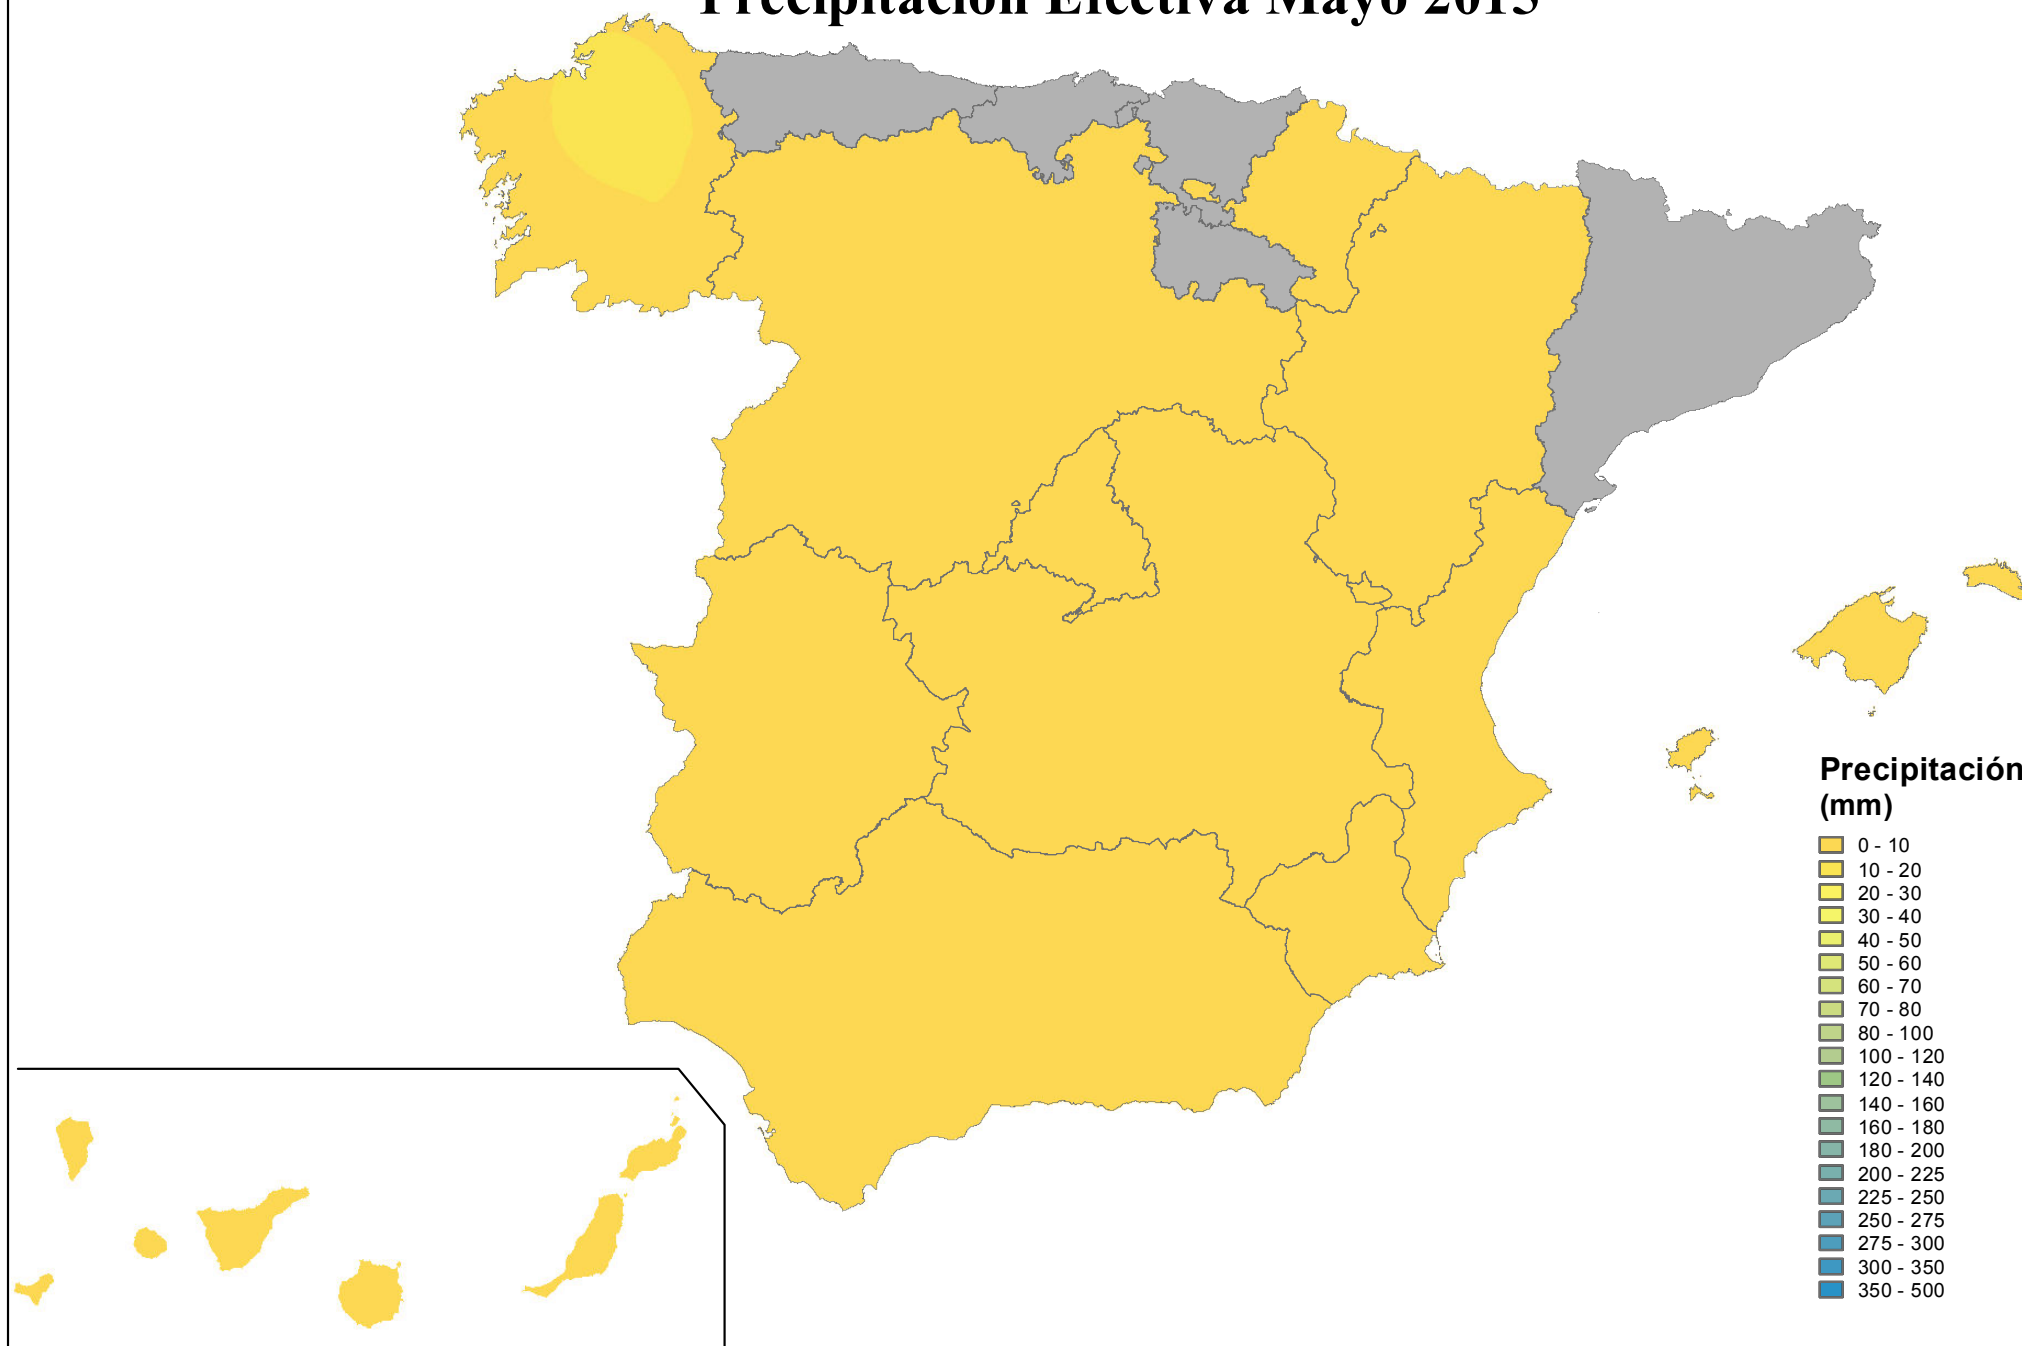 Precipitación Efectiva Mayo 2015
Precipitación
(mm)
0 - 10
10 - 20
20 - 30
30 - 40
40 - 50
50 - 60
60 - 70
70 - 80
80 - 100
100 - 120
120 - 140
140 - 160
160 - 180
180 - 200
200 - 225
225 - 250
250 - 275
275 - 300
300 - 350
350 - 500